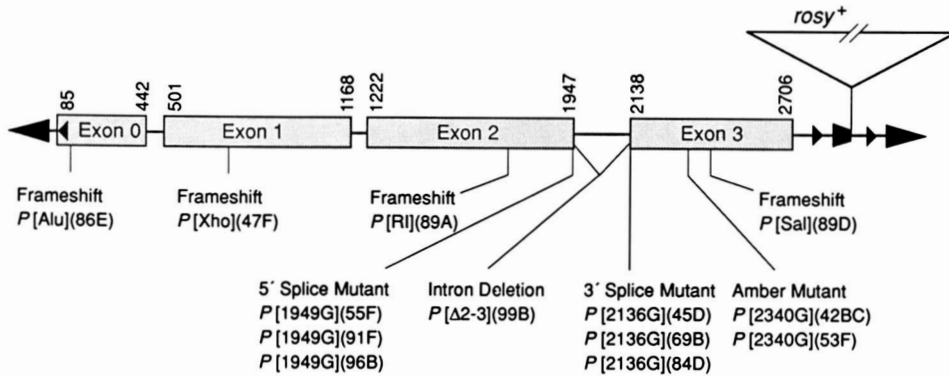 rosy+
85
442
501
1168
1222
1947
2138
2706
Exon 0
Exon 1
Exon 2
Exon 3
Frameshift
P[Alu](86E)
Frameshift
P[Xho](47F)
Frameshift
P[RI](89A)
Frameshift
P[Sal](89D)
5´ Splice Mutant
P[1949G](55F)
P[1949G](91F)
P[1949G](96B)
Intron Deletion
P[Δ2-3](99B)
3´ Splice Mutant
P[2136G](45D)
P[2136G](69B)
P[2136G](84D)
Amber Mutant
P[2340G](42BC)
P[2340G](53F)